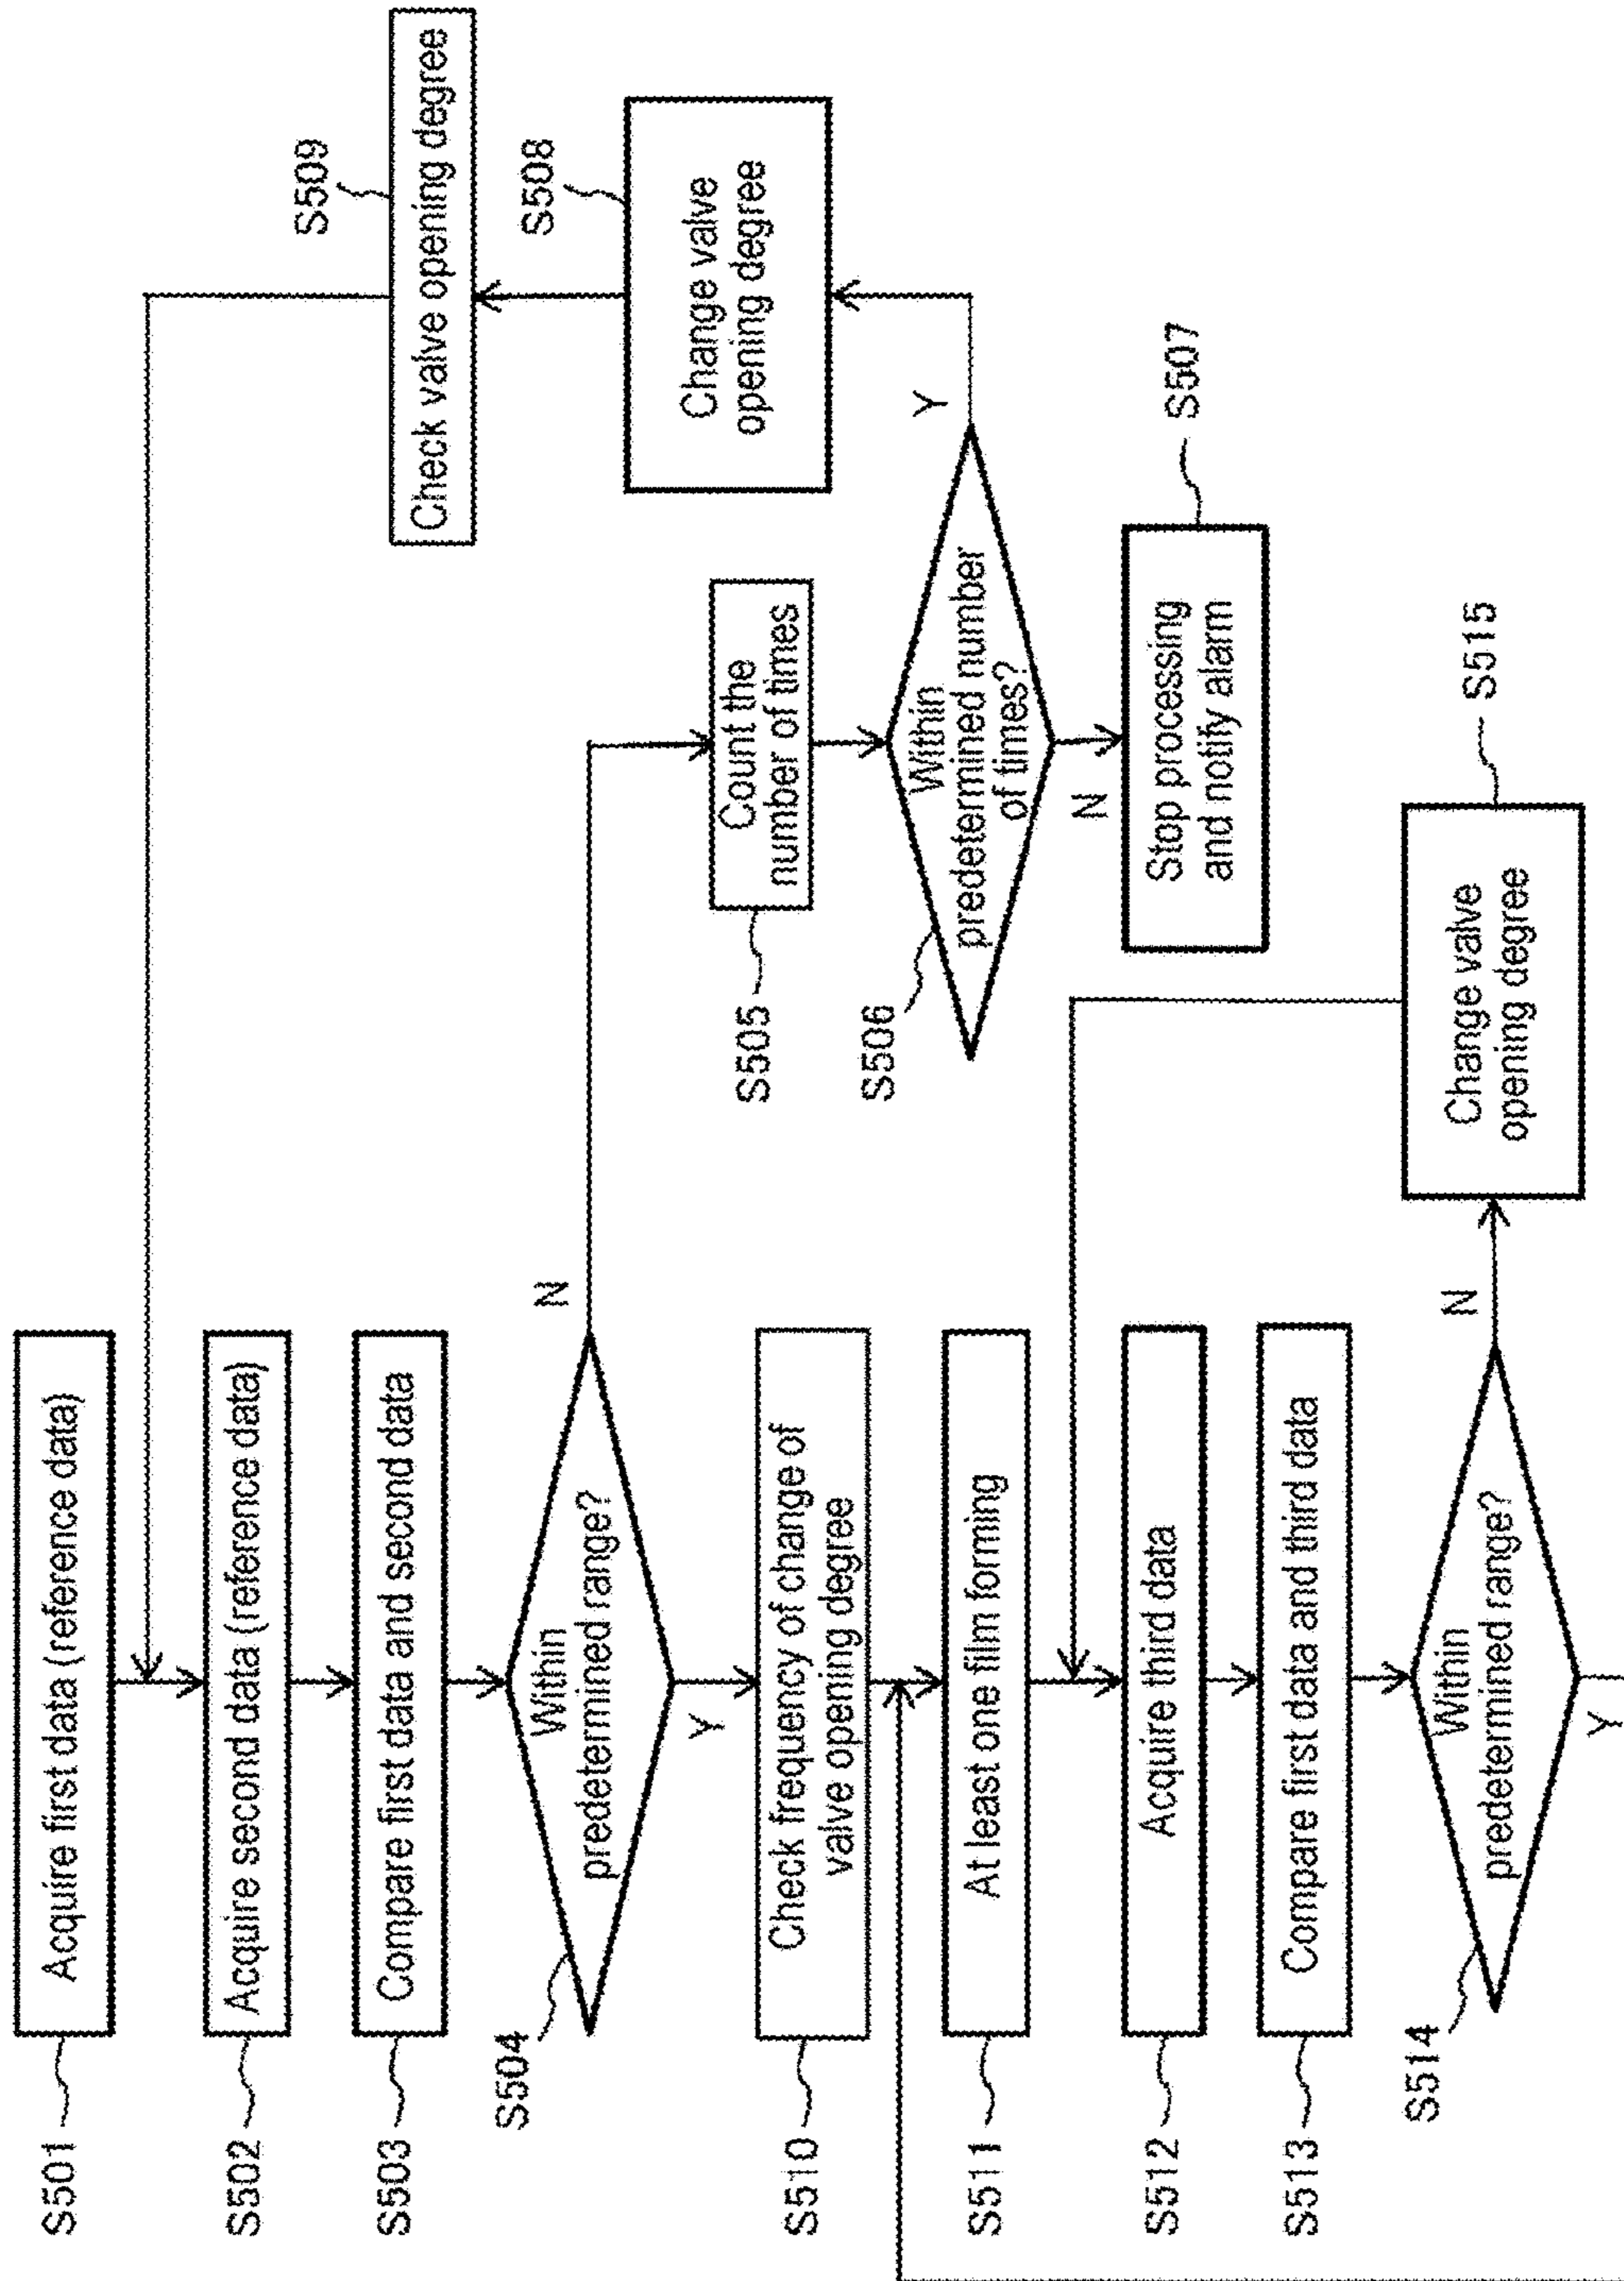 S501
Acquire first data (reference data)
S502
Acquire second data (reference data)
S503
Compare first data and second data
S504
Within
predetermined range?
N
Y
S505
Count the
number of times
S506
Within
predetermined number
of times?
Y
N
S507
Stop processing
and notify alarm
S508
Change valve
opening degree
S509
Check valve opening degree
S510
Check frequency of change of
valve opening degree
S511
At least one film forming
S512
Acquire third data
S513
Compare first data and third data
S514
Within
predetermined range?
N
Y
S515
Change valve
opening degree